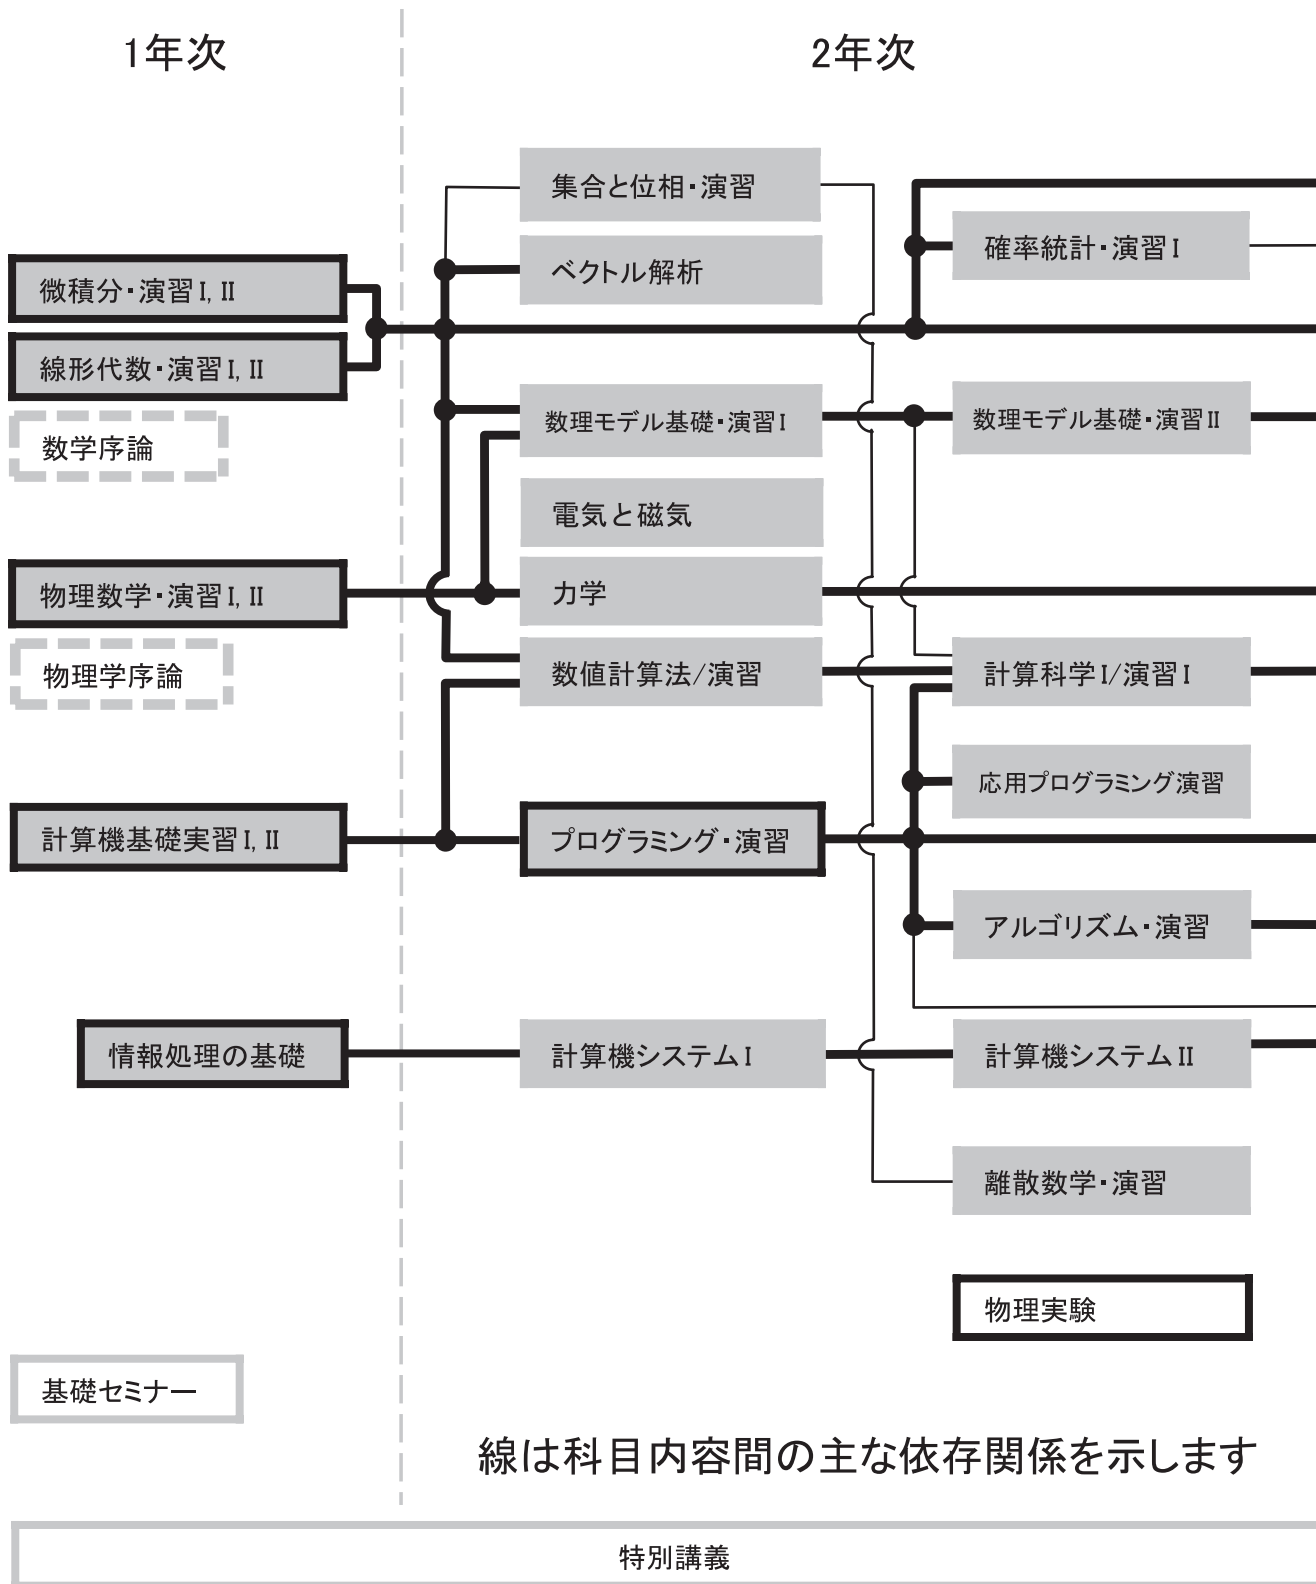 1年次
2年次
集合と位相・演習
ベクトル解析
確率統計・演習 I
微積分・演習 I, II
線形代数・演習 I, II
数学序論
数理モデル基礎・演習 I
数理モデル基礎・演習 II
電気と磁気
物理数学・演習 I, II
力学
物理学序論
数値計算法/演習
計算科学 I/演習 I
応用プログラミング演習
計算機基礎実習 I, II
プログラミング・演習
アルゴリズム・演習
情報処理の基礎
計算機システム I
計算機システム II
離散数学・演習
物理実験
基礎セミナー
線は科目内容間の主な依存関係を示します
特別講義